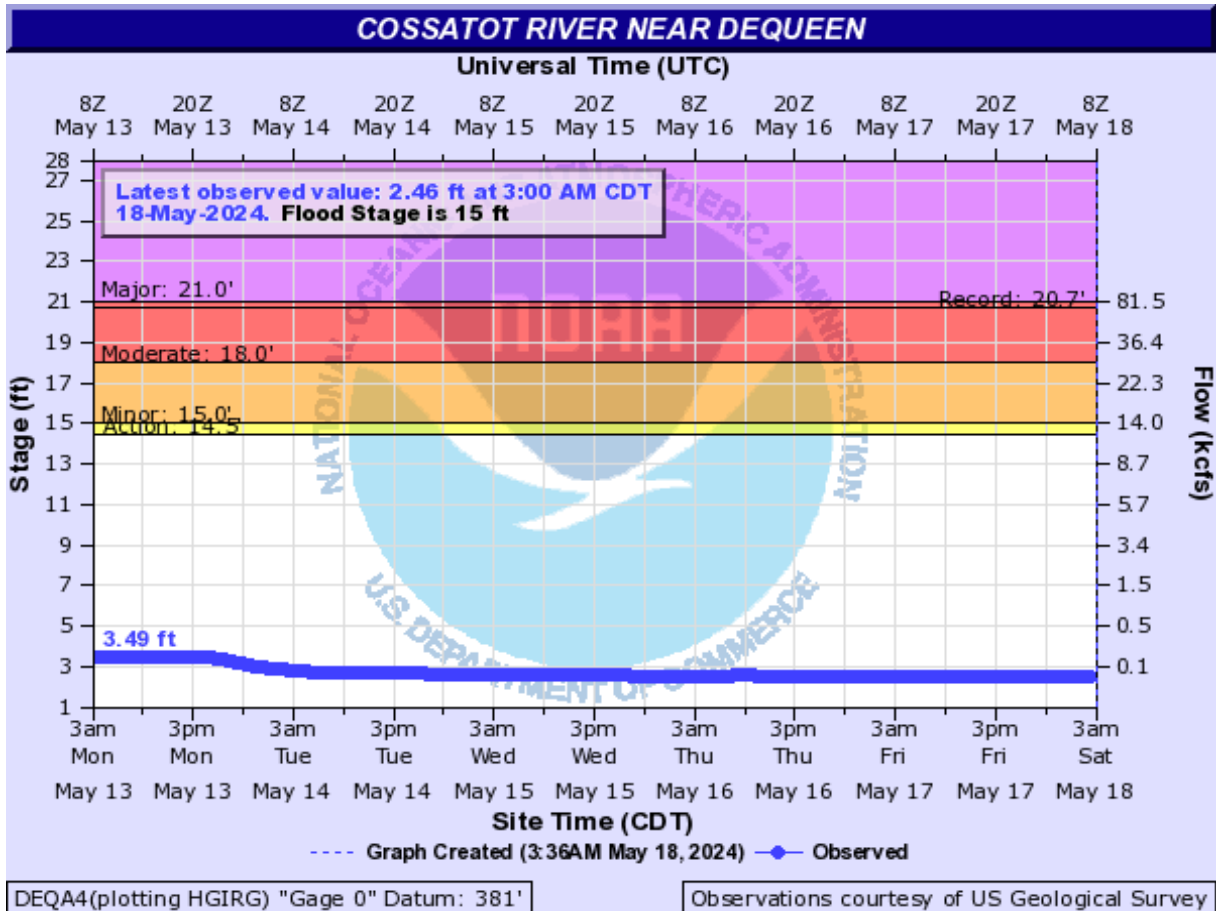 COSSATOT RIVER NEAR DEQUEEN
Universal Time (UTC)
8Z 20Z 8Z 20Z 8Z 20Z 8Z 20Z 8Z 20Z 8Z
May 13 May 13 May 14 May 14 May 15 May 15 May 16 May 16 May 17 May 17 May 18
Latest observed value: 2.46 ft at 3:00 AM CDT
18-May-2024. Flood Stage is 15 ft
28
27
25
23
21 81.5
19 36.4
17 22.3
15 14.0
13 8.7
11 5.7
9 3.4
7 1.5
5 0.5
3 0.1
1
Stage (ft)
Flow (kcfs)
Major: 21.0'
Record: 20.7'
Moderate: 18.0'
Minor: 15.0'
Action: 14.5'
3.49 ft
NATIONAL OCEANIC AND ATMOSPHERIC ADMINISTRATION
NOAA
U.S. DEPARTMENT OF COMMERCE
3am 3pm 3am 3pm 3am 3pm 3am 3pm 3am 3pm 3am
Mon Mon Tue Tue Wed Wed Thu Thu Fri Fri Sat
May 13 May 13 May 14 May 14 May 15 May 15 May 16 May 16 May 17 May 17 May 18
Site Time (CDT)
Graph Created (3:36AM May 18, 2024) Observed
DEQA4(plotting HGIRG) "Gage 0" Datum: 381'
Observations courtesy of US Geological Survey